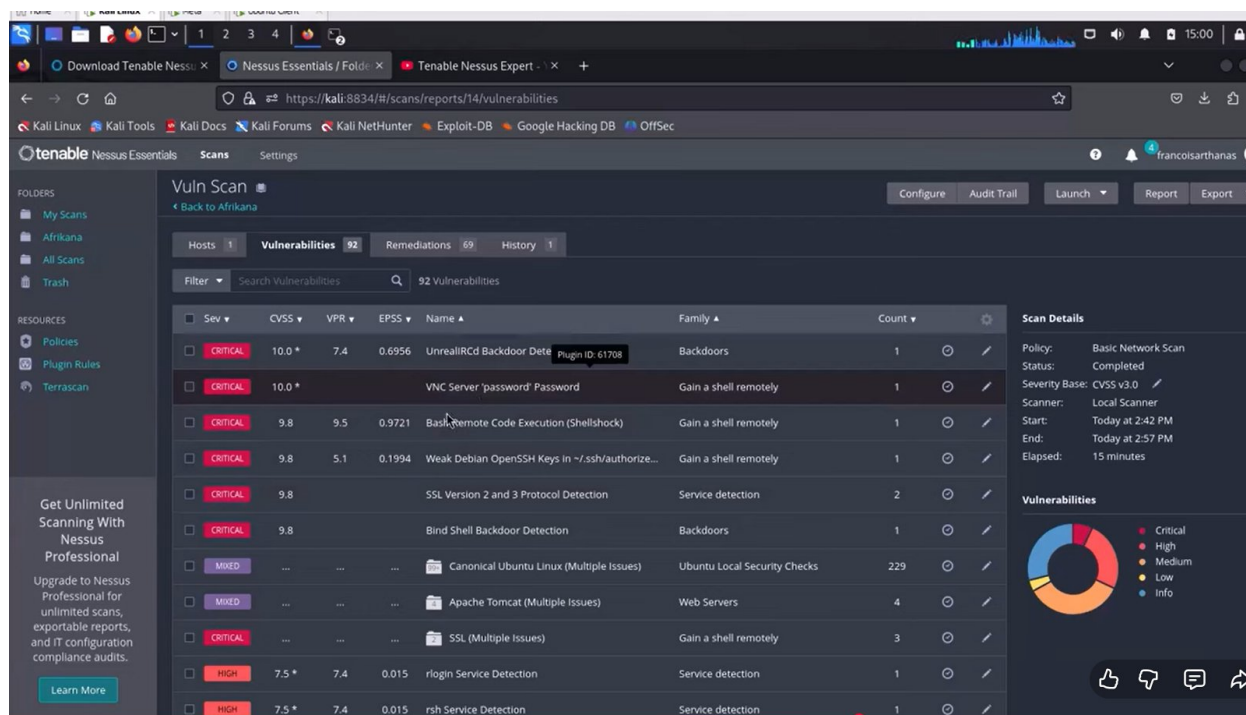 Home Kali Linux Meta Ubuntu Client
1 2 3 4 2 15:00
Download Tenable Nessu Nessus Essentials / Folde Tenable Nessus Expert -
https://kali:8834/#/scans/reports/14/vulnerabilities
Kali Linux Kali Tools Kali Docs Kali Forums Kali NetHunter Exploit-DB Google Hacking DB OffSec
tenable Nessus Essentials Scans Settings 4 francoisarthanas
FOLDERS
My Scans
Afrikana
All Scans
Trash
RESOURCES
Policies
Plugin Rules
Terrascan
Get Unlimited
Scanning With
Nessus
Professional
Upgrade to Nessus
Professional for
unlimited scans,
exportable reports,
and IT configuration
compliance audits.
Learn More
Vuln Scan
Back to Afrikana
Configure Audit Trail Launch Report Export
Hosts 1 Vulnerabilities 92 Remediations 69 History 1
Filter Search Vulnerabilities 92 Vulnerabilities
Sev CVSS VPR EPSS Name Family Count
CRITICAL 10.0 * 7.4 0.6956 UnrealIRCd Backdoor Dete Backdoors 1
Plugin ID: 61708
CRITICAL 10.0 * VNC Server 'password' Password Gain a shell remotely 1
CRITICAL 9.8 9.5 0.9721 Bash Remote Code Execution (Shellshock) Gain a shell remotely 1
CRITICAL 9.8 5.1 0.1994 Weak Debian OpenSSH Keys in ~/.ssh/authorize... Gain a shell remotely 1
CRITICAL 9.8 SSL Version 2 and 3 Protocol Detection Service detection 2
CRITICAL 9.8 Bind Shell Backdoor Detection Backdoors 1
MIXED ... ... ... 99+ Canonical Ubuntu Linux (Multiple Issues) Ubuntu Local Security Checks 229
MIXED ... ... ... 4 Apache Tomcat (Multiple Issues) Web Servers 4
CRITICAL ... ... ... 2 SSL (Multiple Issues) Gain a shell remotely 3
HIGH 7.5 * 7.4 0.015 rlogin Service Detection Service detection 1
HIGH 7.5 * 7.4 0.015 rsh Service Detection Service detection 1
Scan Details
Policy: Basic Network Scan
Status: Completed
Severity Base: CVSS v3.0
Scanner: Local Scanner
Start: Today at 2:42 PM
End: Today at 2:57 PM
Elapsed: 15 minutes
Vulnerabilities
Critical
High
Medium
Low
Info